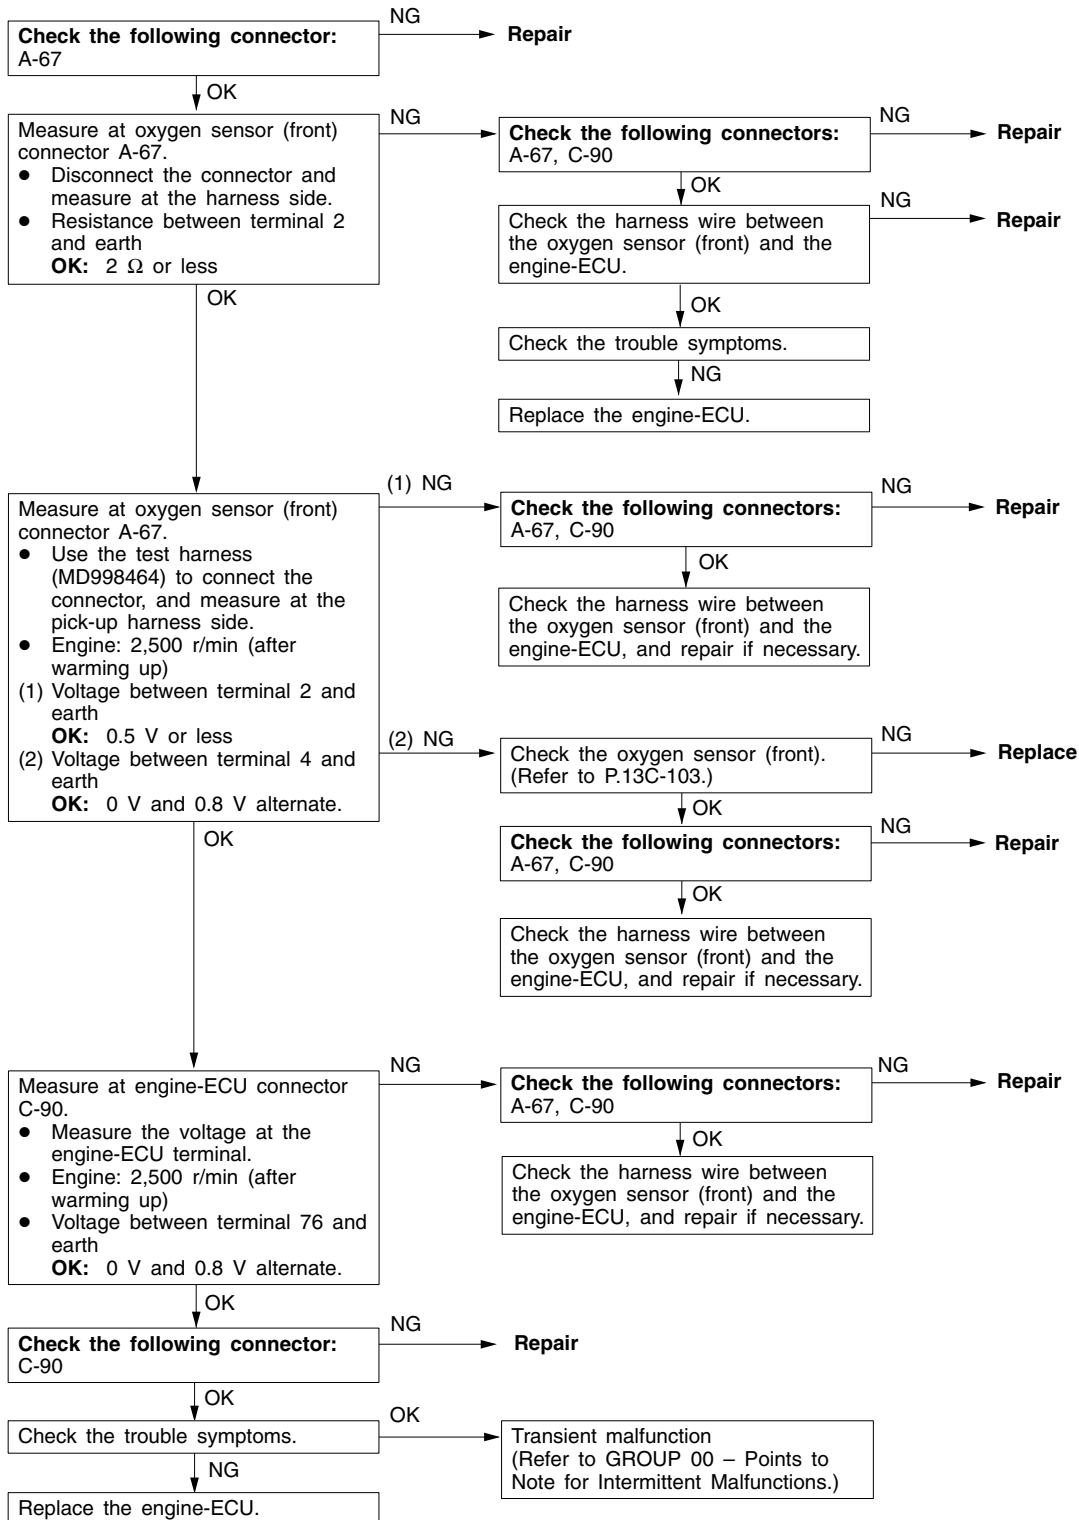 NG
Check the following connector:
A-67
Repair
OK
Measure at oxygen sensor (front)
connector A-67.
● Disconnect the connector and
measure at the harness side.
● Resistance between terminal 2
and earth
OK: 2 Ω or less
NG
Check the following connectors:
A-67, C-90
NG
Repair
OK
Check the harness wire between
the oxygen sensor (front) and the
engine-ECU.
NG
Repair
OK
Check the trouble symptoms.
NG
Replace the engine-ECU.
OK
Measure at oxygen sensor (front)
connector A-67.
● Use the test harness
(MD998464) to connect the
connector, and measure at the
pick-up harness side.
● Engine: 2,500 r/min (after
warming up)
(1) Voltage between terminal 2 and
earth
OK: 0.5 V or less
(2) Voltage between terminal 4 and
earth
OK: 0 V and 0.8 V alternate.
(1) NG
Check the following connectors:
A-67, C-90
NG
Repair
OK
Check the harness wire between
the oxygen sensor (front) and the
engine-ECU, and repair if necessary.
(2) NG
Check the oxygen sensor (front).
(Refer to P.13C-103.)
NG
Replace
OK
Check the following connectors:
A-67, C-90
NG
Repair
OK
Check the harness wire between
the oxygen sensor (front) and the
engine-ECU, and repair if necessary.
OK
Measure at engine-ECU connector
C-90.
● Measure the voltage at the
engine-ECU terminal.
● Engine: 2,500 r/min (after
warming up)
● Voltage between terminal 76 and
earth
OK: 0 V and 0.8 V alternate.
NG
Check the following connectors:
A-67, C-90
NG
Repair
OK
Check the harness wire between
the oxygen sensor (front) and the
engine-ECU, and repair if necessary.
OK
Check the following connector:
C-90
NG
Repair
OK
Check the trouble symptoms.
OK
Transient malfunction
(Refer to GROUP 00 – Points to
Note for Intermittent Malfunctions.)
NG
Replace the engine-ECU.